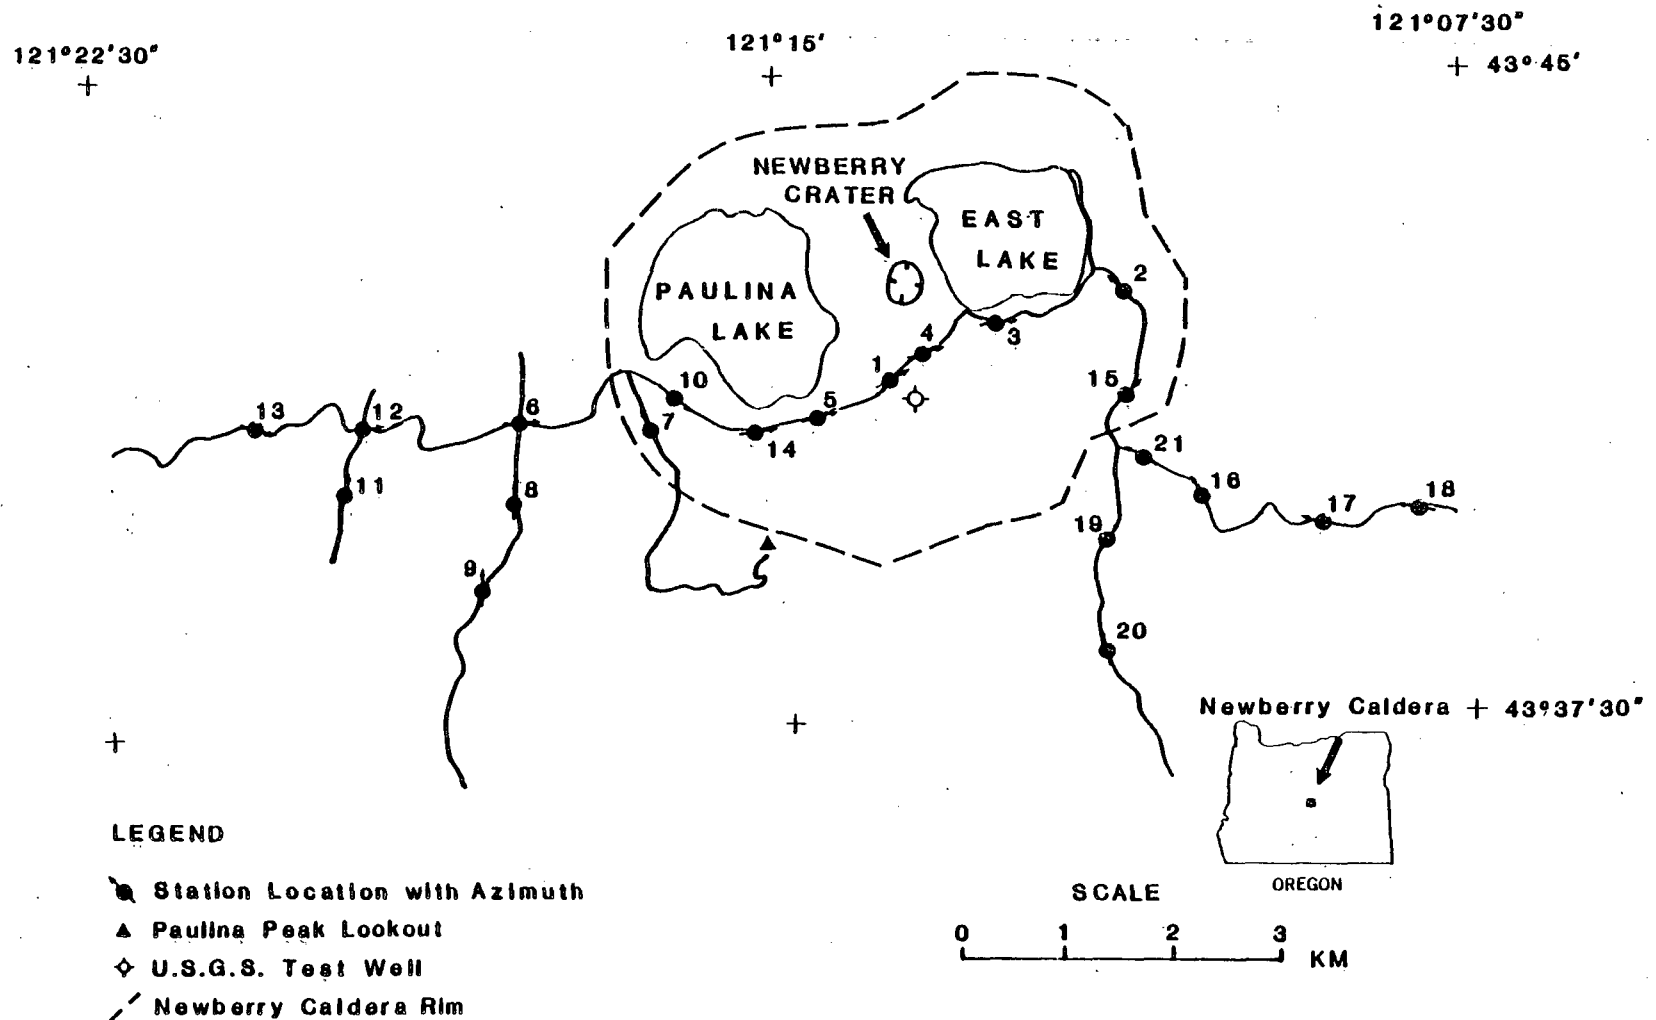 121°07'30"
121°22'30"
121°15'
43°45'
NEWBERRY
CRATER
EAST
LAKE
PAULINA
LAKE
2
3
4
1
15
10
5
13
12
6
7
14
21
11
8
16
17
18
19
9
20
Newberry Caldera
43°37'30"
OREGON
LEGEND
Station Location with Azimuth
Paulina Peak Lookout
U.S.G.S. Test Well
Newberry Caldera Rim
SCALE
0 1 2 3
KM